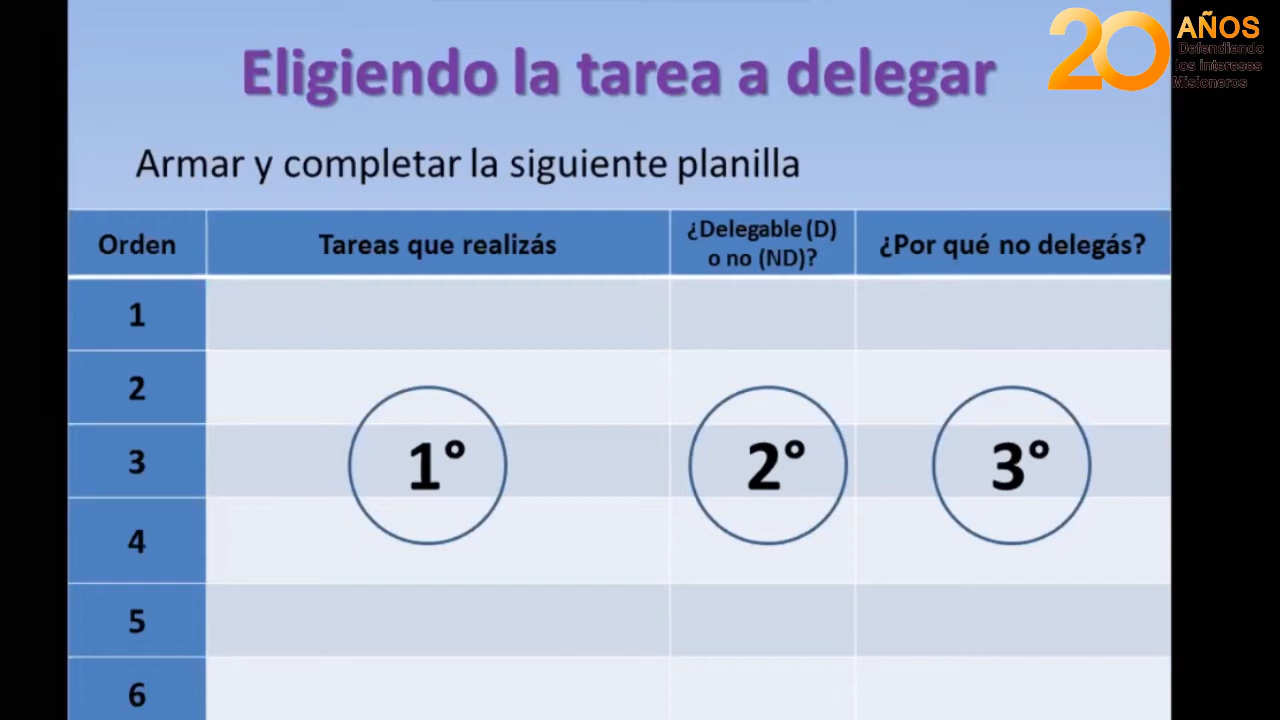 20 AÑOS
Defendiendo
los intereses
Misioneros
Eligiendo la tarea a delegar
Armar y completar la siguiente planilla
Orden Tareas que realizás ¿Delegable (D) o no (ND)? ¿Por qué no delegás?
1
2
3 1° 2° 3°
4
5
6